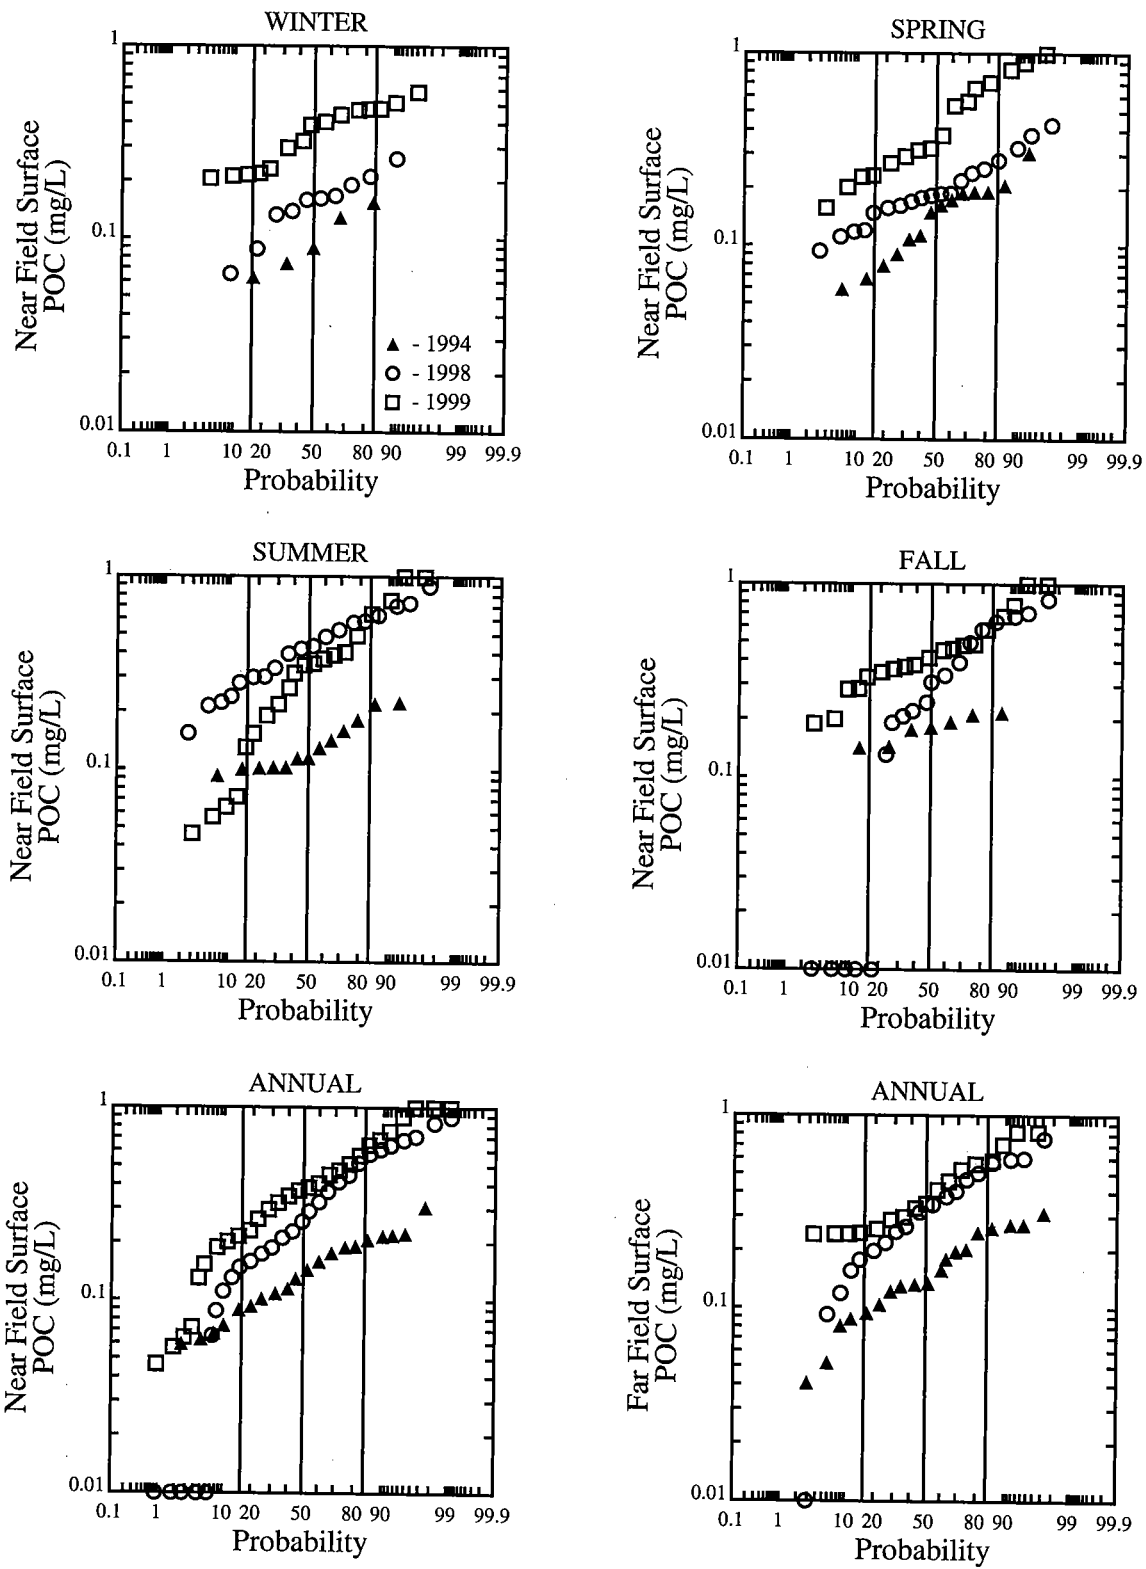 WINTER
1
0.1
0.01
Near Field Surface
POC (mg/L)
▲ - 1994
○ - 1998
□ - 1999
0.1 1 10 20 50 80 90 99 99.9
Probability
SPRING
1
0.1
0.01
Near Field Surface
POC (mg/L)
0.1 1 10 20 50 80 90 99 99.9
Probability
SUMMER
1
0.1
0.01
Near Field Surface
POC (mg/L)
0.1 1 10 20 50 80 90 99 99.9
Probability
FALL
1
0.1
0.01
Near Field Surface
POC (mg/L)
0.1 1 10 20 50 80 90 99 99.9
Probability
ANNUAL
1
0.1
0.01
Near Field Surface
POC (mg/L)
0.1 1 10 20 50 80 90 99 99.9
Probability
ANNUAL
1
0.1
0.01
Far Field Surface
POC (mg/L)
0.1 1 10 20 50 80 90 99 99.9
Probability